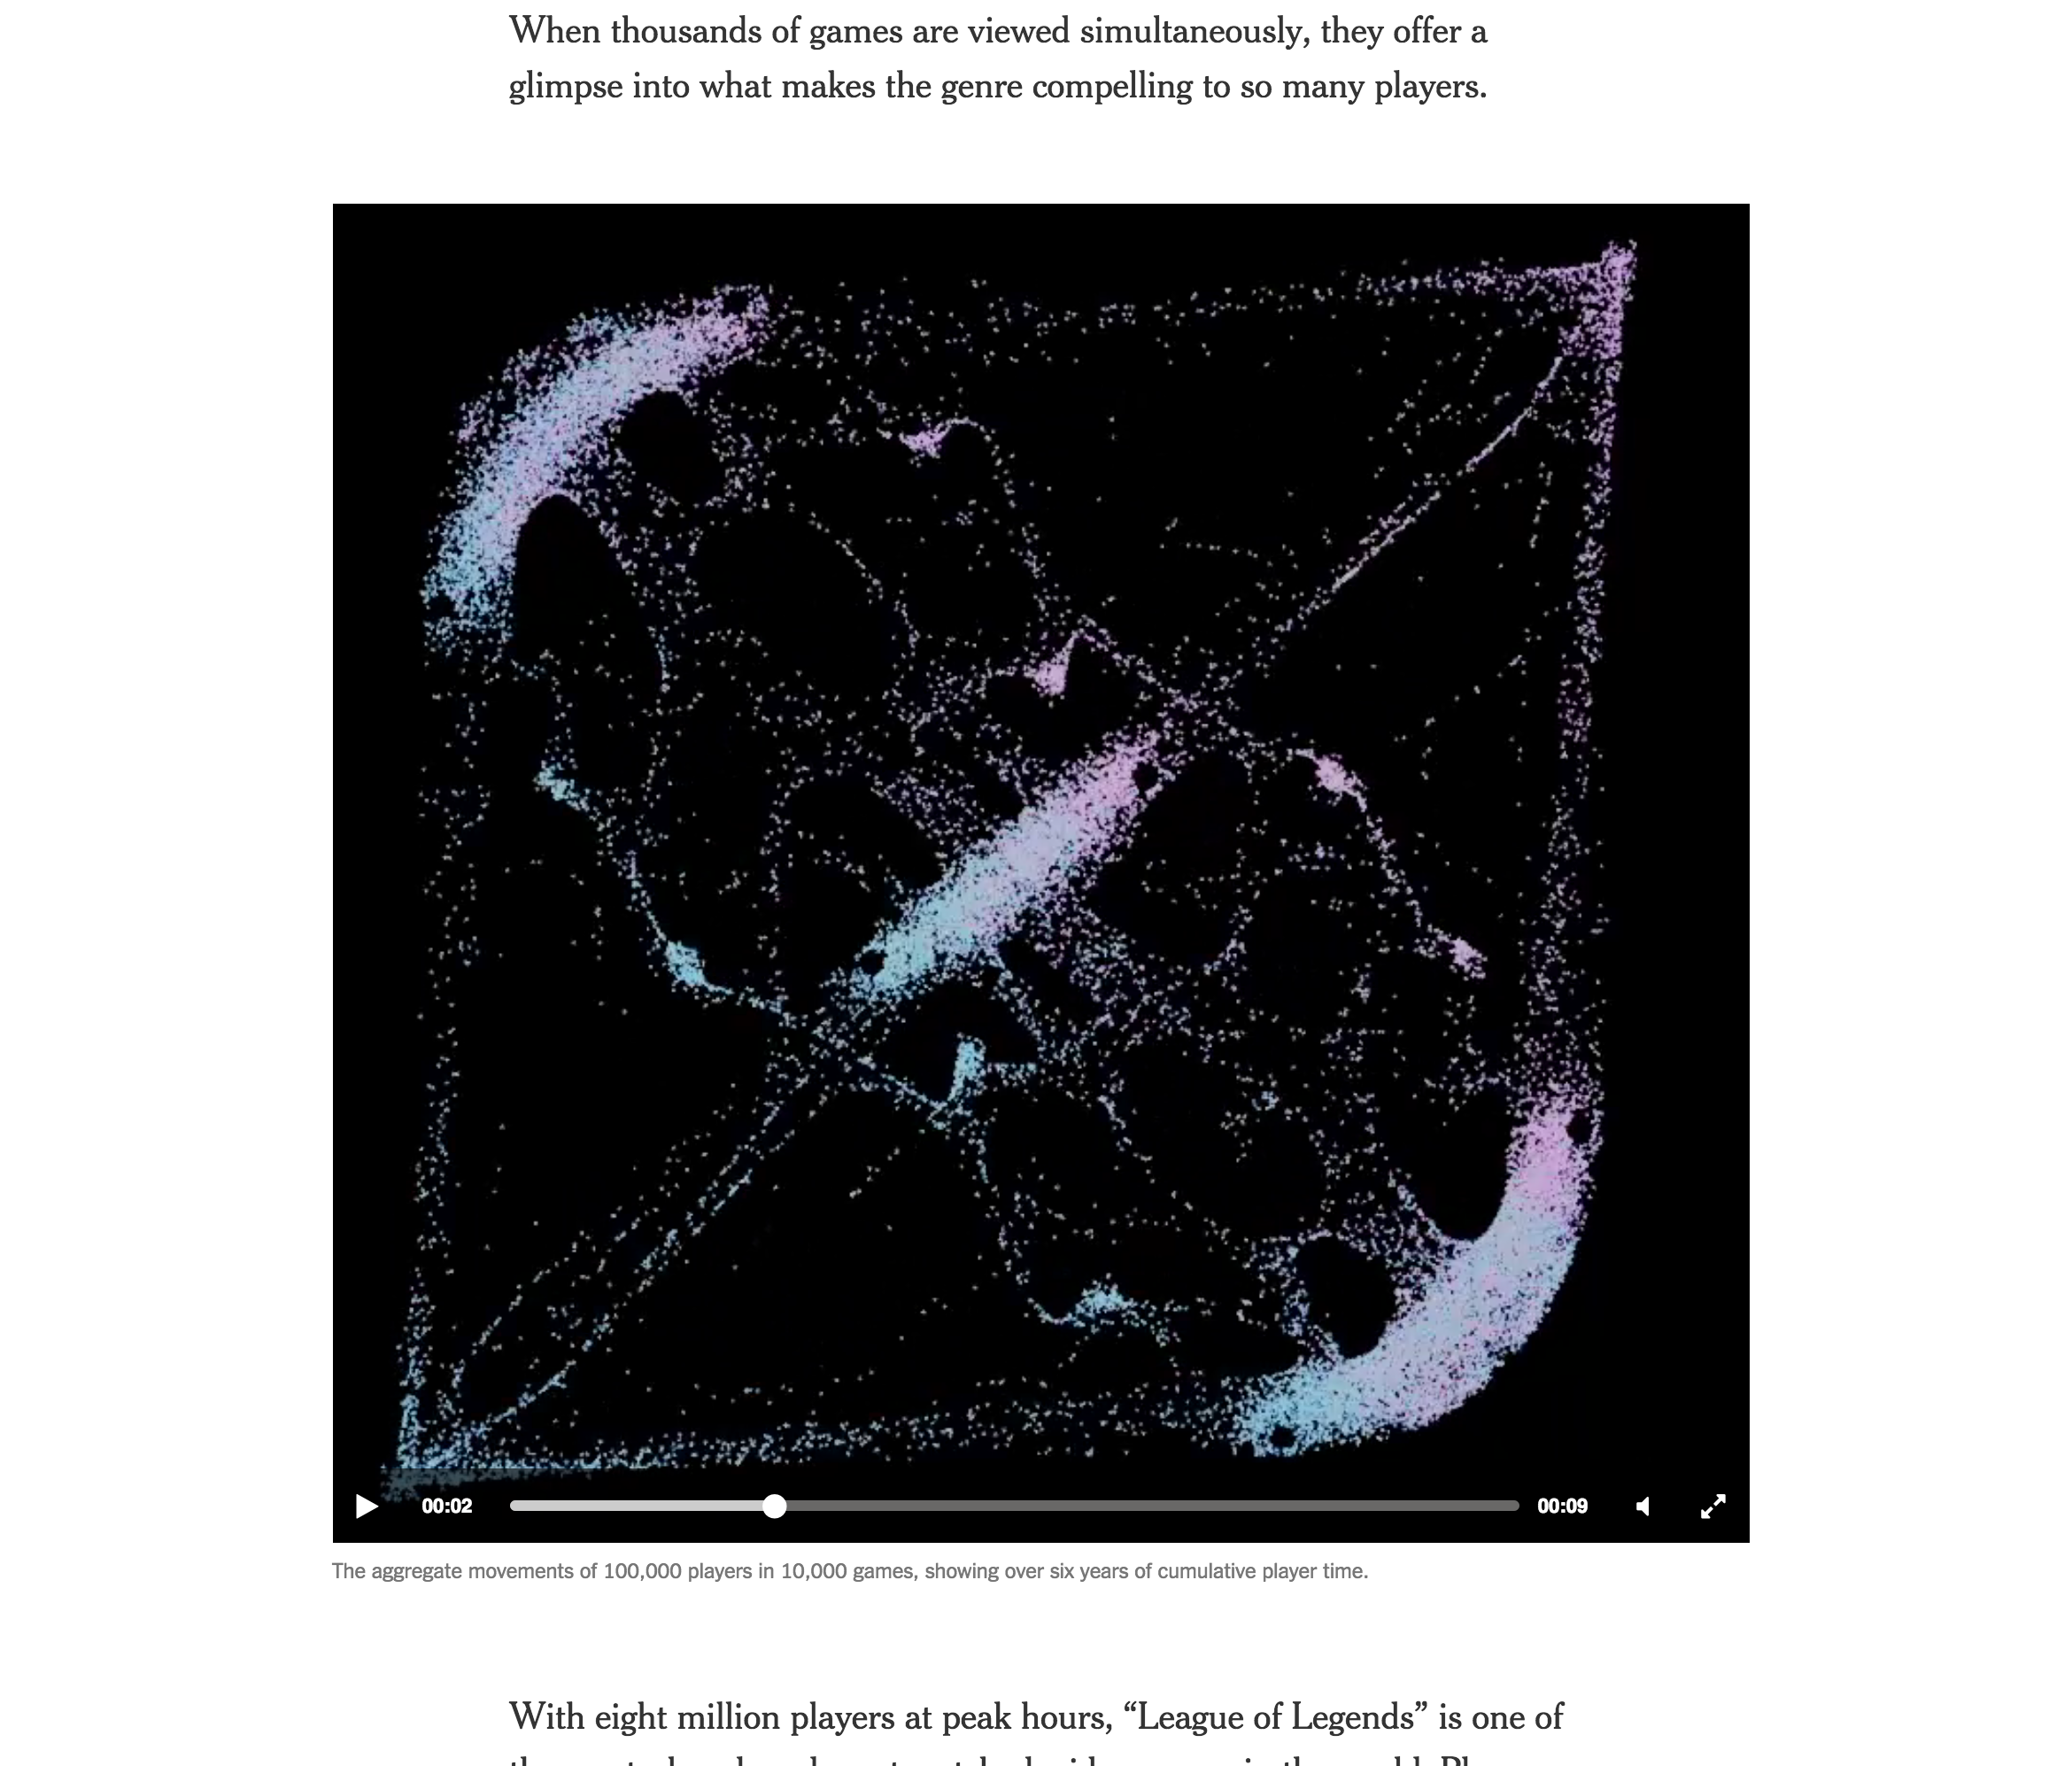 When thousands of games are viewed simultaneously, they offer a
glimpse into what makes the genre compelling to so many players.
00:02
00:09
The aggregate movements of 100,000 players in 10,000 games, showing over six years of cumulative player time.
With eight million players at peak hours, “League of Legends” is one of